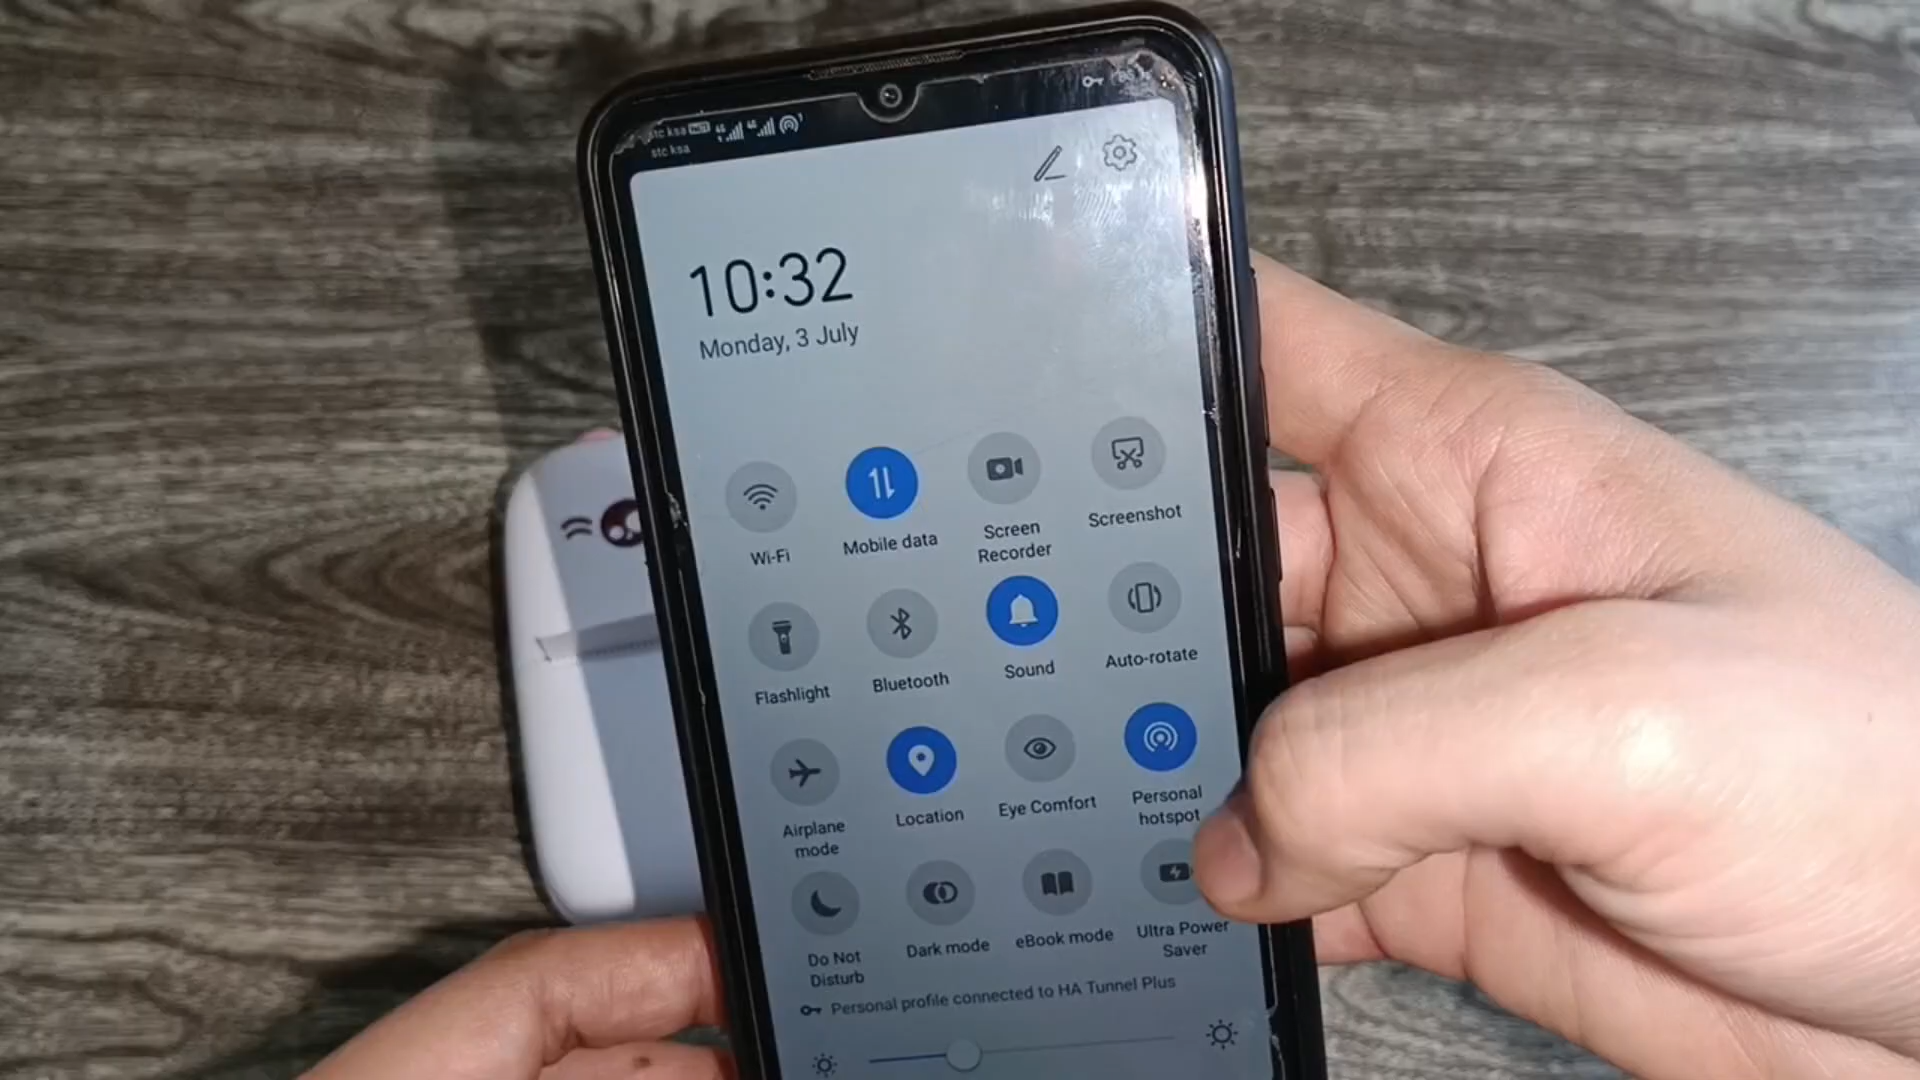 stc ksa
stc ksa
10:32
Monday, 3 July
Wi-Fi
Mobile data
Screen
Recorder
Screenshot
Flashlight
Bluetooth
Sound
Auto-rotate
Airplane
mode
Location
Eye Comfort
Personal
hotspot
Do Not
Disturb
Dark mode
eBook mode
Ultra Power
Saver
Personal profile connected to HA Tunnel Plus